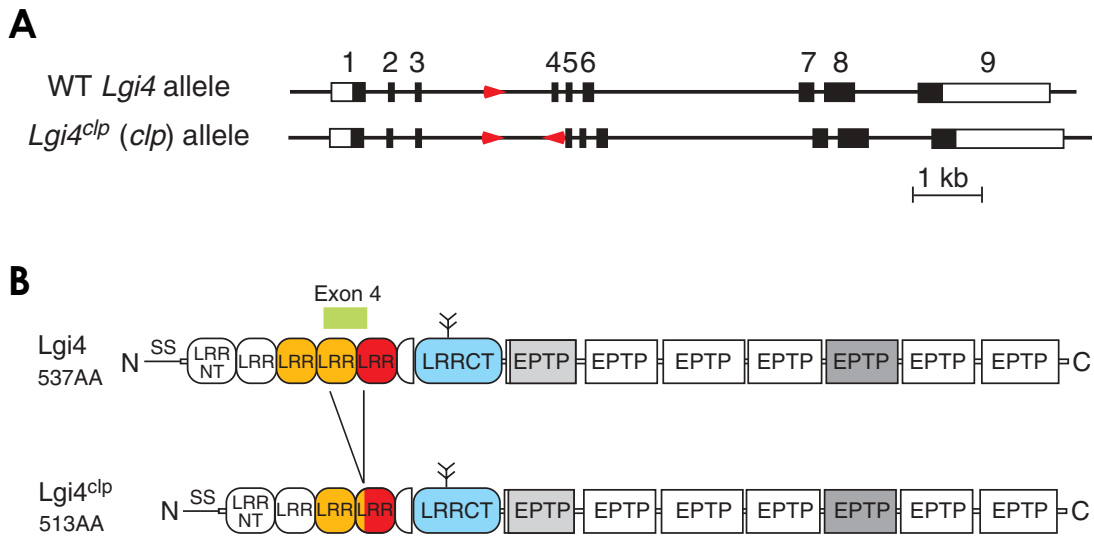 A
1 2 3 456 7 8 9
WT Lgi4 allele
Lgi4clp (clp) allele
1 kb
B
Exon 4
Lgi4
537AA
N SS LRR NT LRR LRR LRR LRR LRRCT EPTP EPTP EPTP EPTP EPTP EPTP EPTP C
Lgi4clp
513AA
N SS LRR NT LRR LRR LRR LRRCT EPTP EPTP EPTP EPTP EPTP EPTP EPTP C